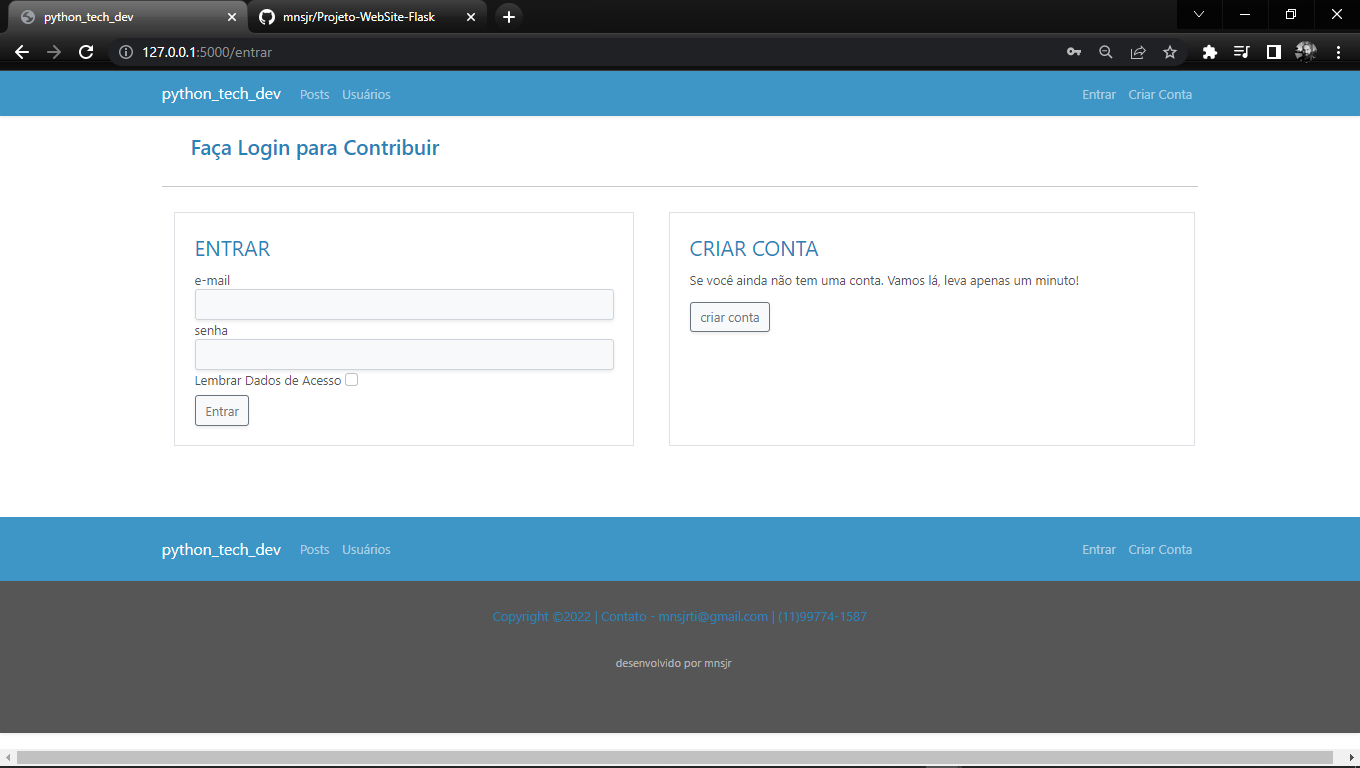 python_tech_dev mnsjr/Projeto-WebSite-Flask
127.0.0.1:5000/entrar
python_tech_dev Posts Usuários Entrar Criar Conta
Faça Login para Contribuir
ENTRAR
e-mail
senha
Lembrar Dados de Acesso
Entrar
CRIAR CONTA
Se você ainda não tem uma conta. Vamos lá, leva apenas um minuto!
criar conta
python_tech_dev Posts Usuários Entrar Criar Conta
Copyright ©2022 | Contato - mnsjrti@gmail.com | (11)99774-1587
desenvolvido por mnsjr